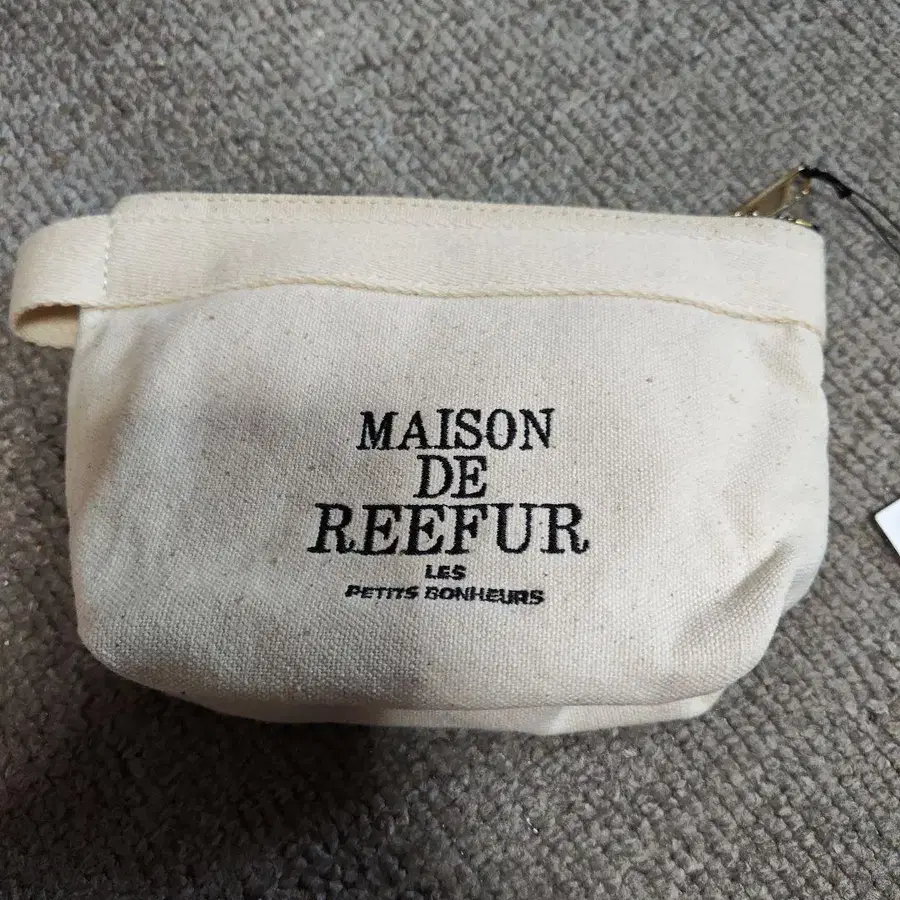 MAISON
DE
REEFUR
LES
PETITS BONHEURS